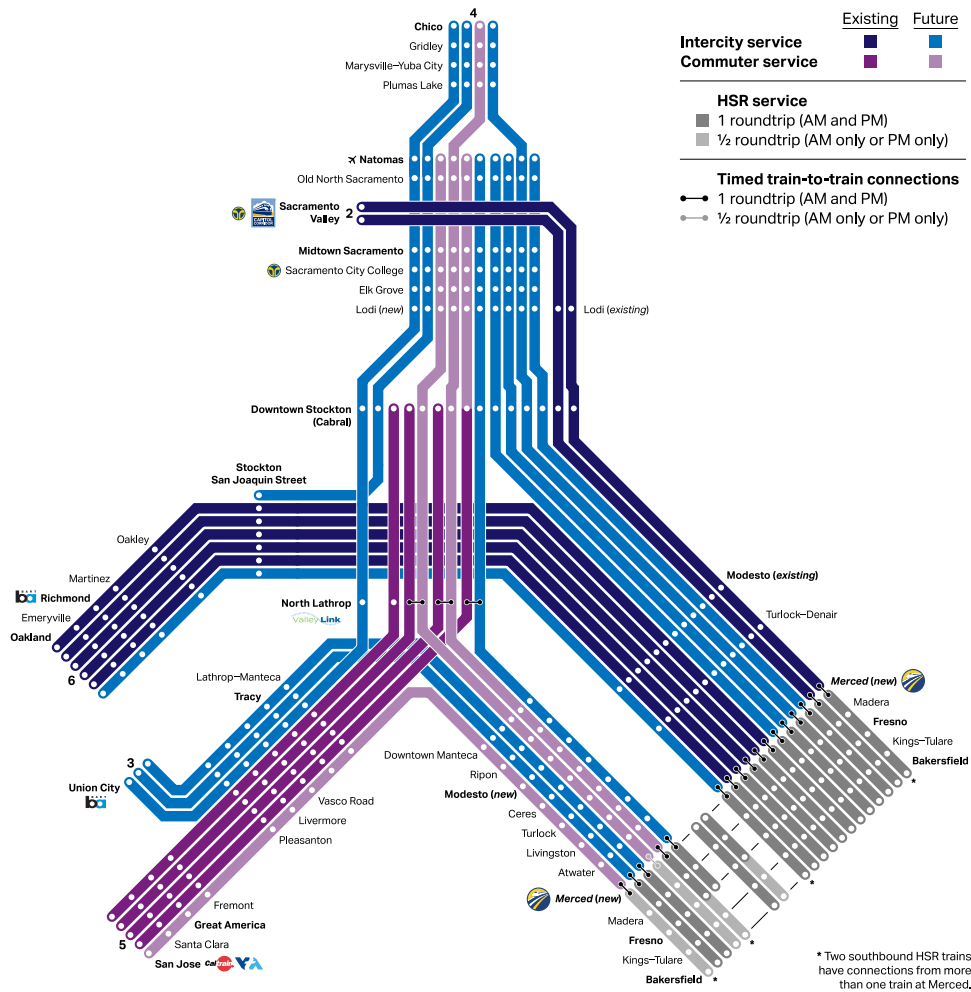 4
Chico
Gridley
Marysville–Yuba City
Plumas Lake
Existing Future
Intercity service
Commuter service
HSR service
1 roundtrip (AM and PM)
½ roundtrip (AM only or PM only)
Timed train-to-train connections
1 roundtrip (AM and PM)
½ roundtrip (AM only or PM only)
Natomas
Old North Sacramento
CAPITOL
CORRIDOR
Sacramento
Valley
2
Midtown Sacramento
Sacramento City College
Elk Grove
Lodi (new)
Lodi (existing)
Downtown Stockton
(Cabral)
Stockton
San Joaquin Street
Oakley
Martinez
ba Richmond
Emeryville
Oakland
6
North Lathrop
Valley Link
Modesto (existing)
Turlock–Denair
Merced (new)
Madera
Fresno
Kings–Tulare
Bakersfield
*
Lathrop–Manteca
Tracy
3
Union City
ba
Downtown Manteca
Ripon
Modesto (new)
Ceres
Turlock
Livingston
Atwater
Merced (new)
Madera
Fresno
Kings–Tulare
Bakersfield *
*
*
Vasco Road
Livermore
Pleasanton
Fremont
Great America
5
Santa Clara
San Jose Caltrain VTA
* Two southbound HSR trains
have connections from more
than one train at Merced.